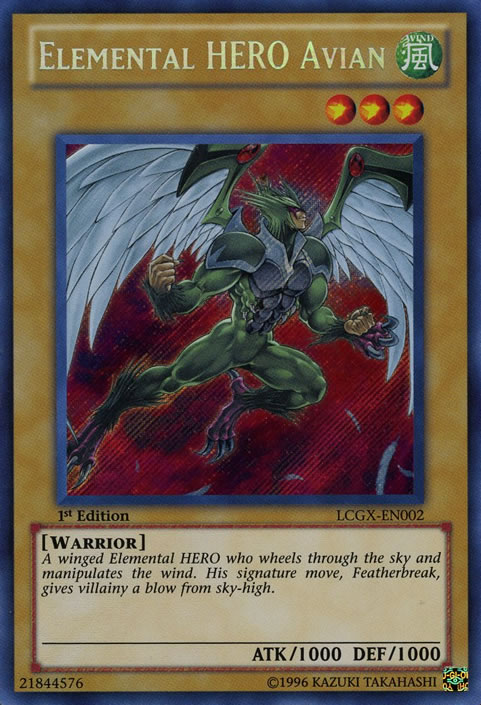 ELEMENTAL HERO AVIAN
WIND
風
1st Edition
LCGX-EN002
[WARRIOR]
A winged Elemental HERO who wheels through the sky and
manipulates the wind. His signature move, Featherbreak,
gives villainy a blow from sky-high.
ATK/1000 DEF/1000
21844576
©1996 KAZUKI TAKAHASHI